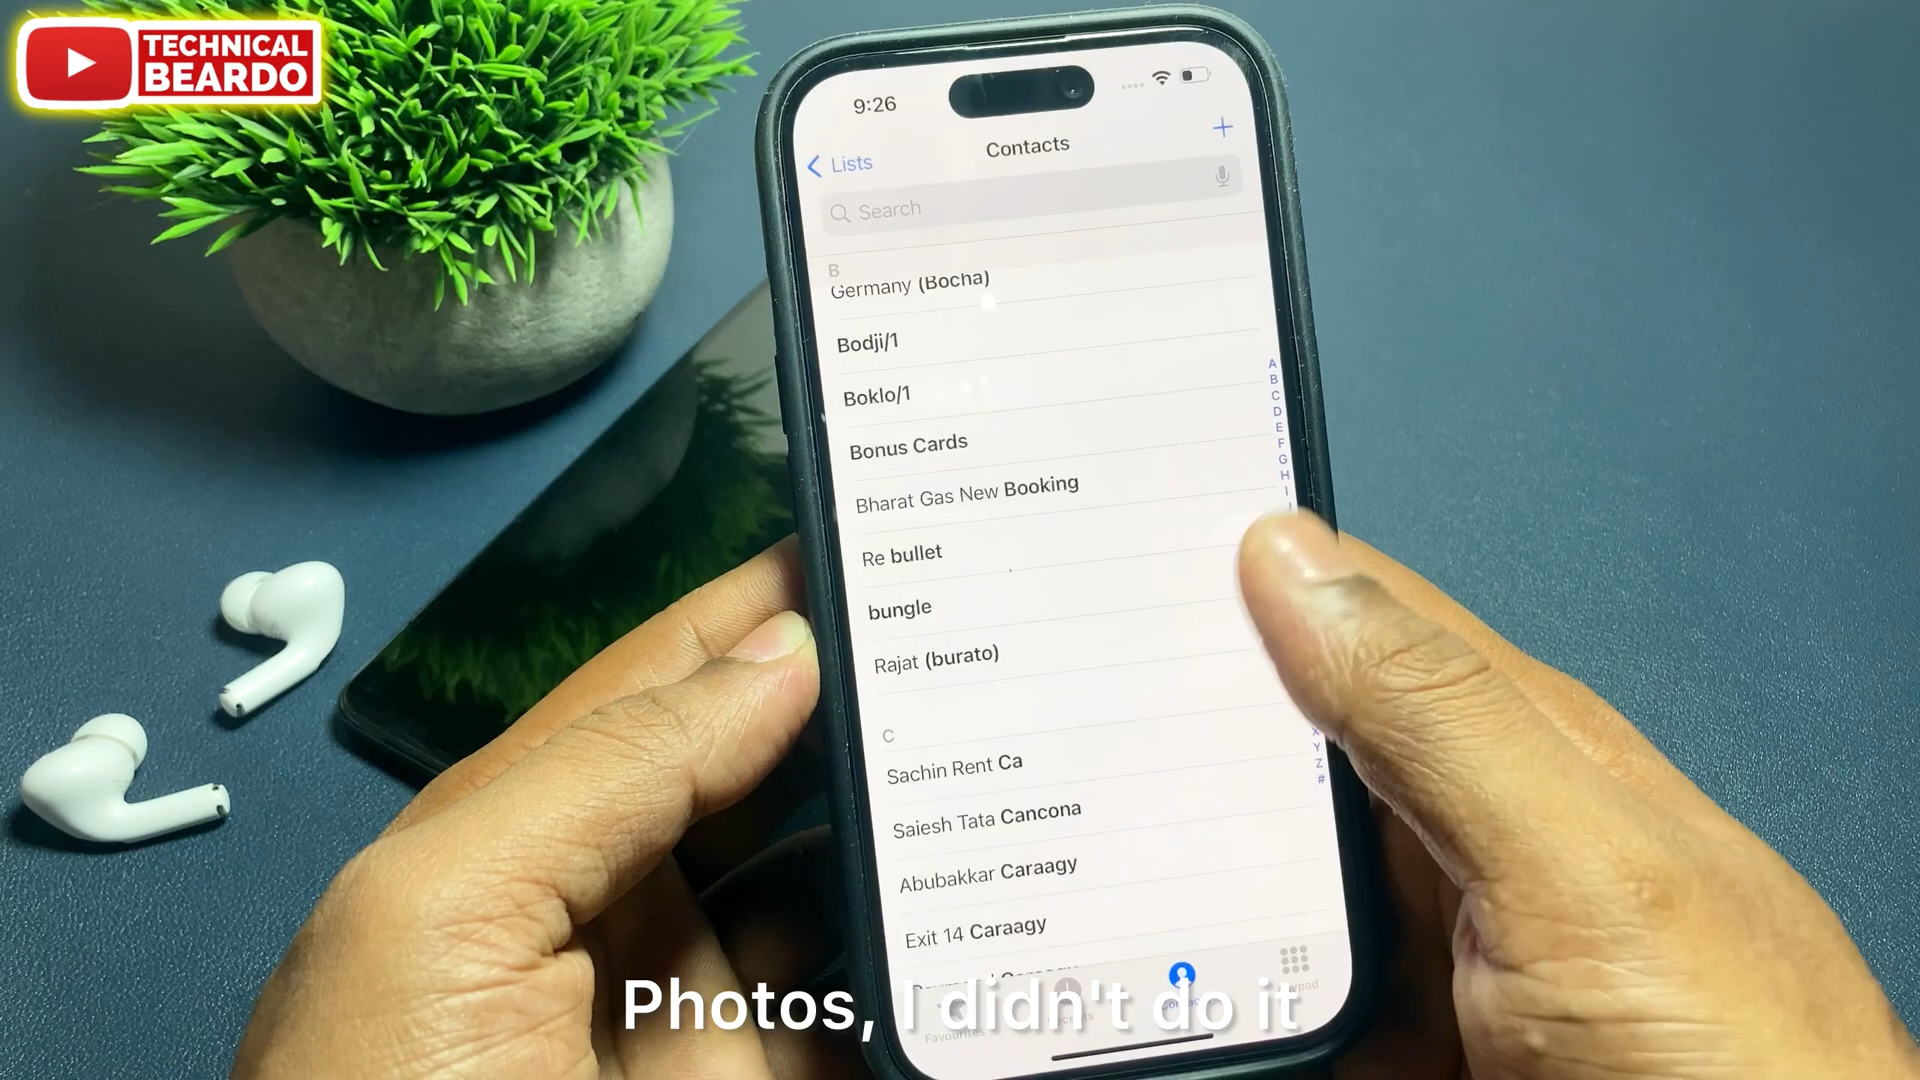 TECHNICAL
BEARDO
9:26
Lists
Contacts
+
Search
B
Germany (Bocha)
Bodji/1
Boklo/1
Bonus Cards
Bharat Gas New Booking
Re bullet
bungle
Rajat (burato)
C
Sachin Rent Ca
Saiesh Tata Cancona
Abubakkar Caraagy
Exit 14 Caraagy
A
B
C
D
E
F
G
H
I
X
Y
Z
#
Photos, I didn't do it
Favourites